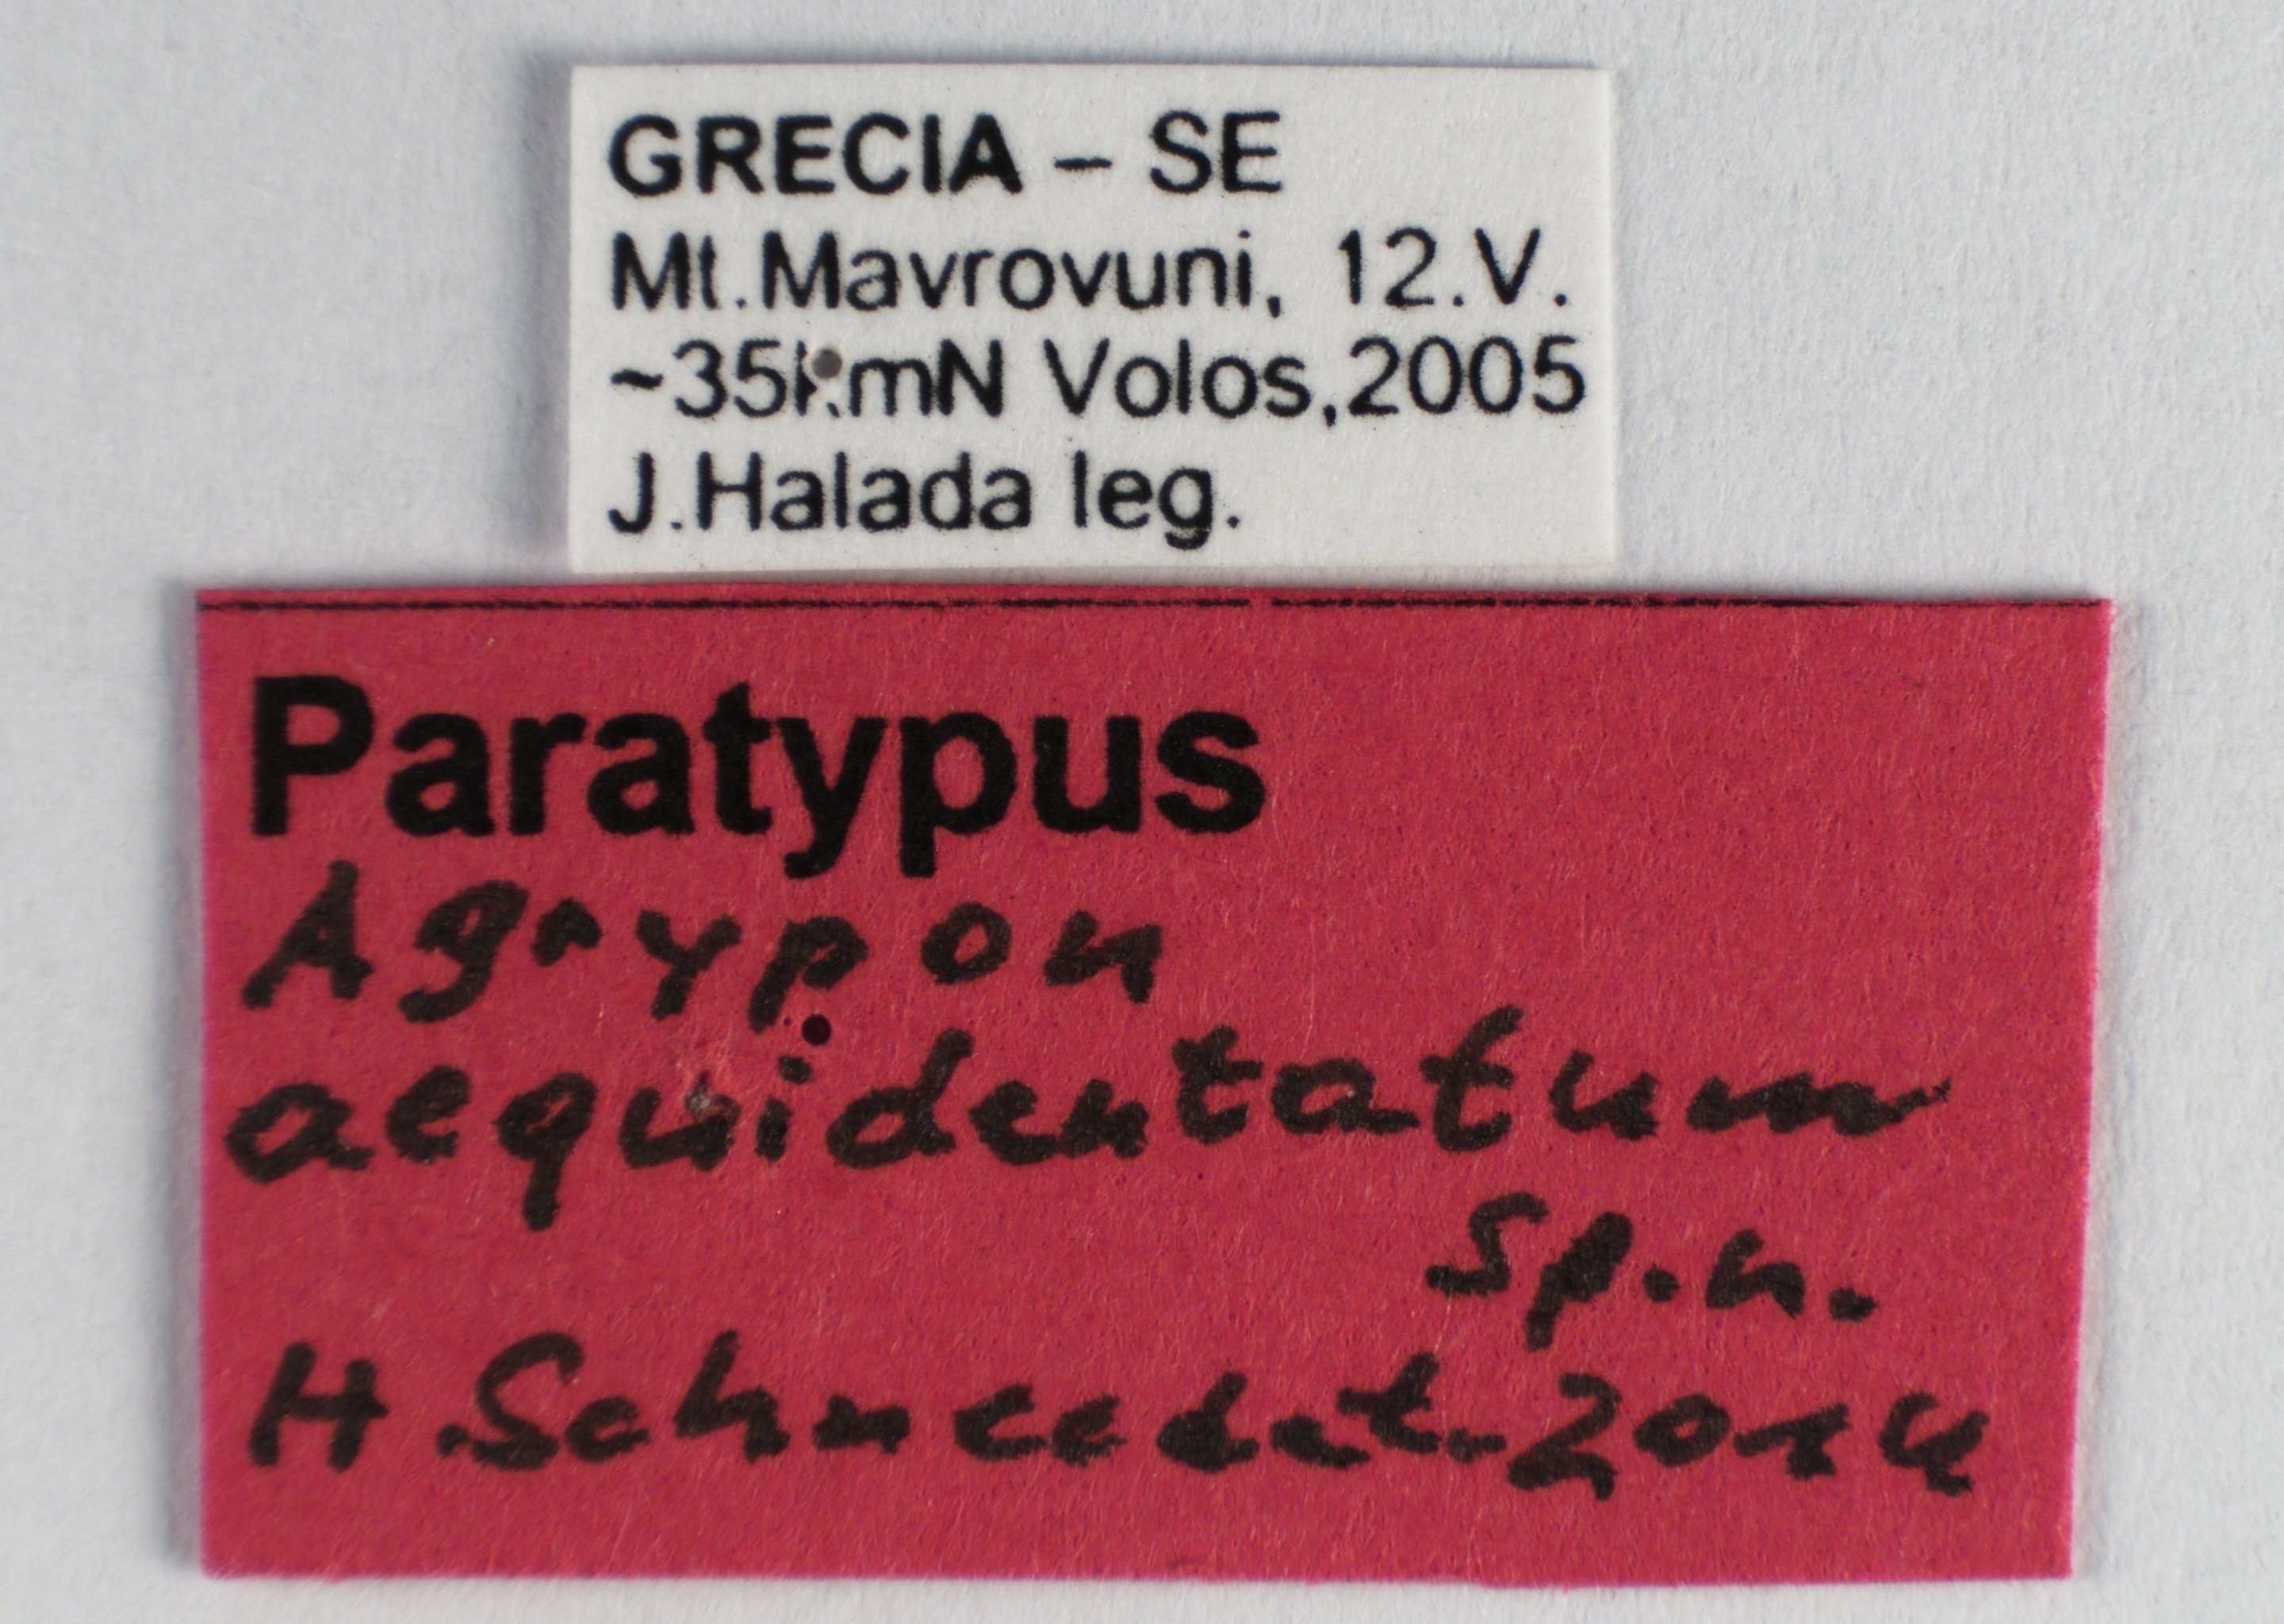 GRECIA – SE
Mt.Mavrovuni, 12.V.
~35kmN Volos,2005
J.Halada leg.
Paratypus
Agrypon
aequidentatum
sp.n.
H.Schnee det. 2014